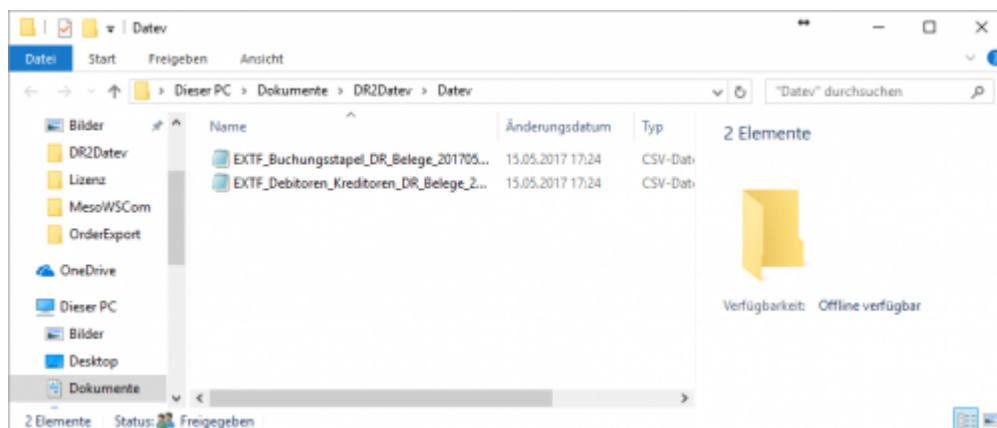 Datev
Datei Start Freigeben Ansicht
Dieser PC > Dokumente > DR2Datev > Datev "Datev" durchsuchen
Bilder
DR2Datev
Lizenz
MesoWSCom
OrderExport
OneDrive
Dieser PC
Bilder
Desktop
Dokumente
Name Änderungsdatum Typ
EXTF_Buchungsstapel_DR_Belege_201705... 15.05.2017 17:24 CSV-Date
EXTF_Debitoren_Kreditoren_DR_Belege_2... 15.05.2017 17:24 CSV-Date
2 Elemente
Verfügbarkeit: Offline verfügbar
2 Elemente Status: Freigegeben